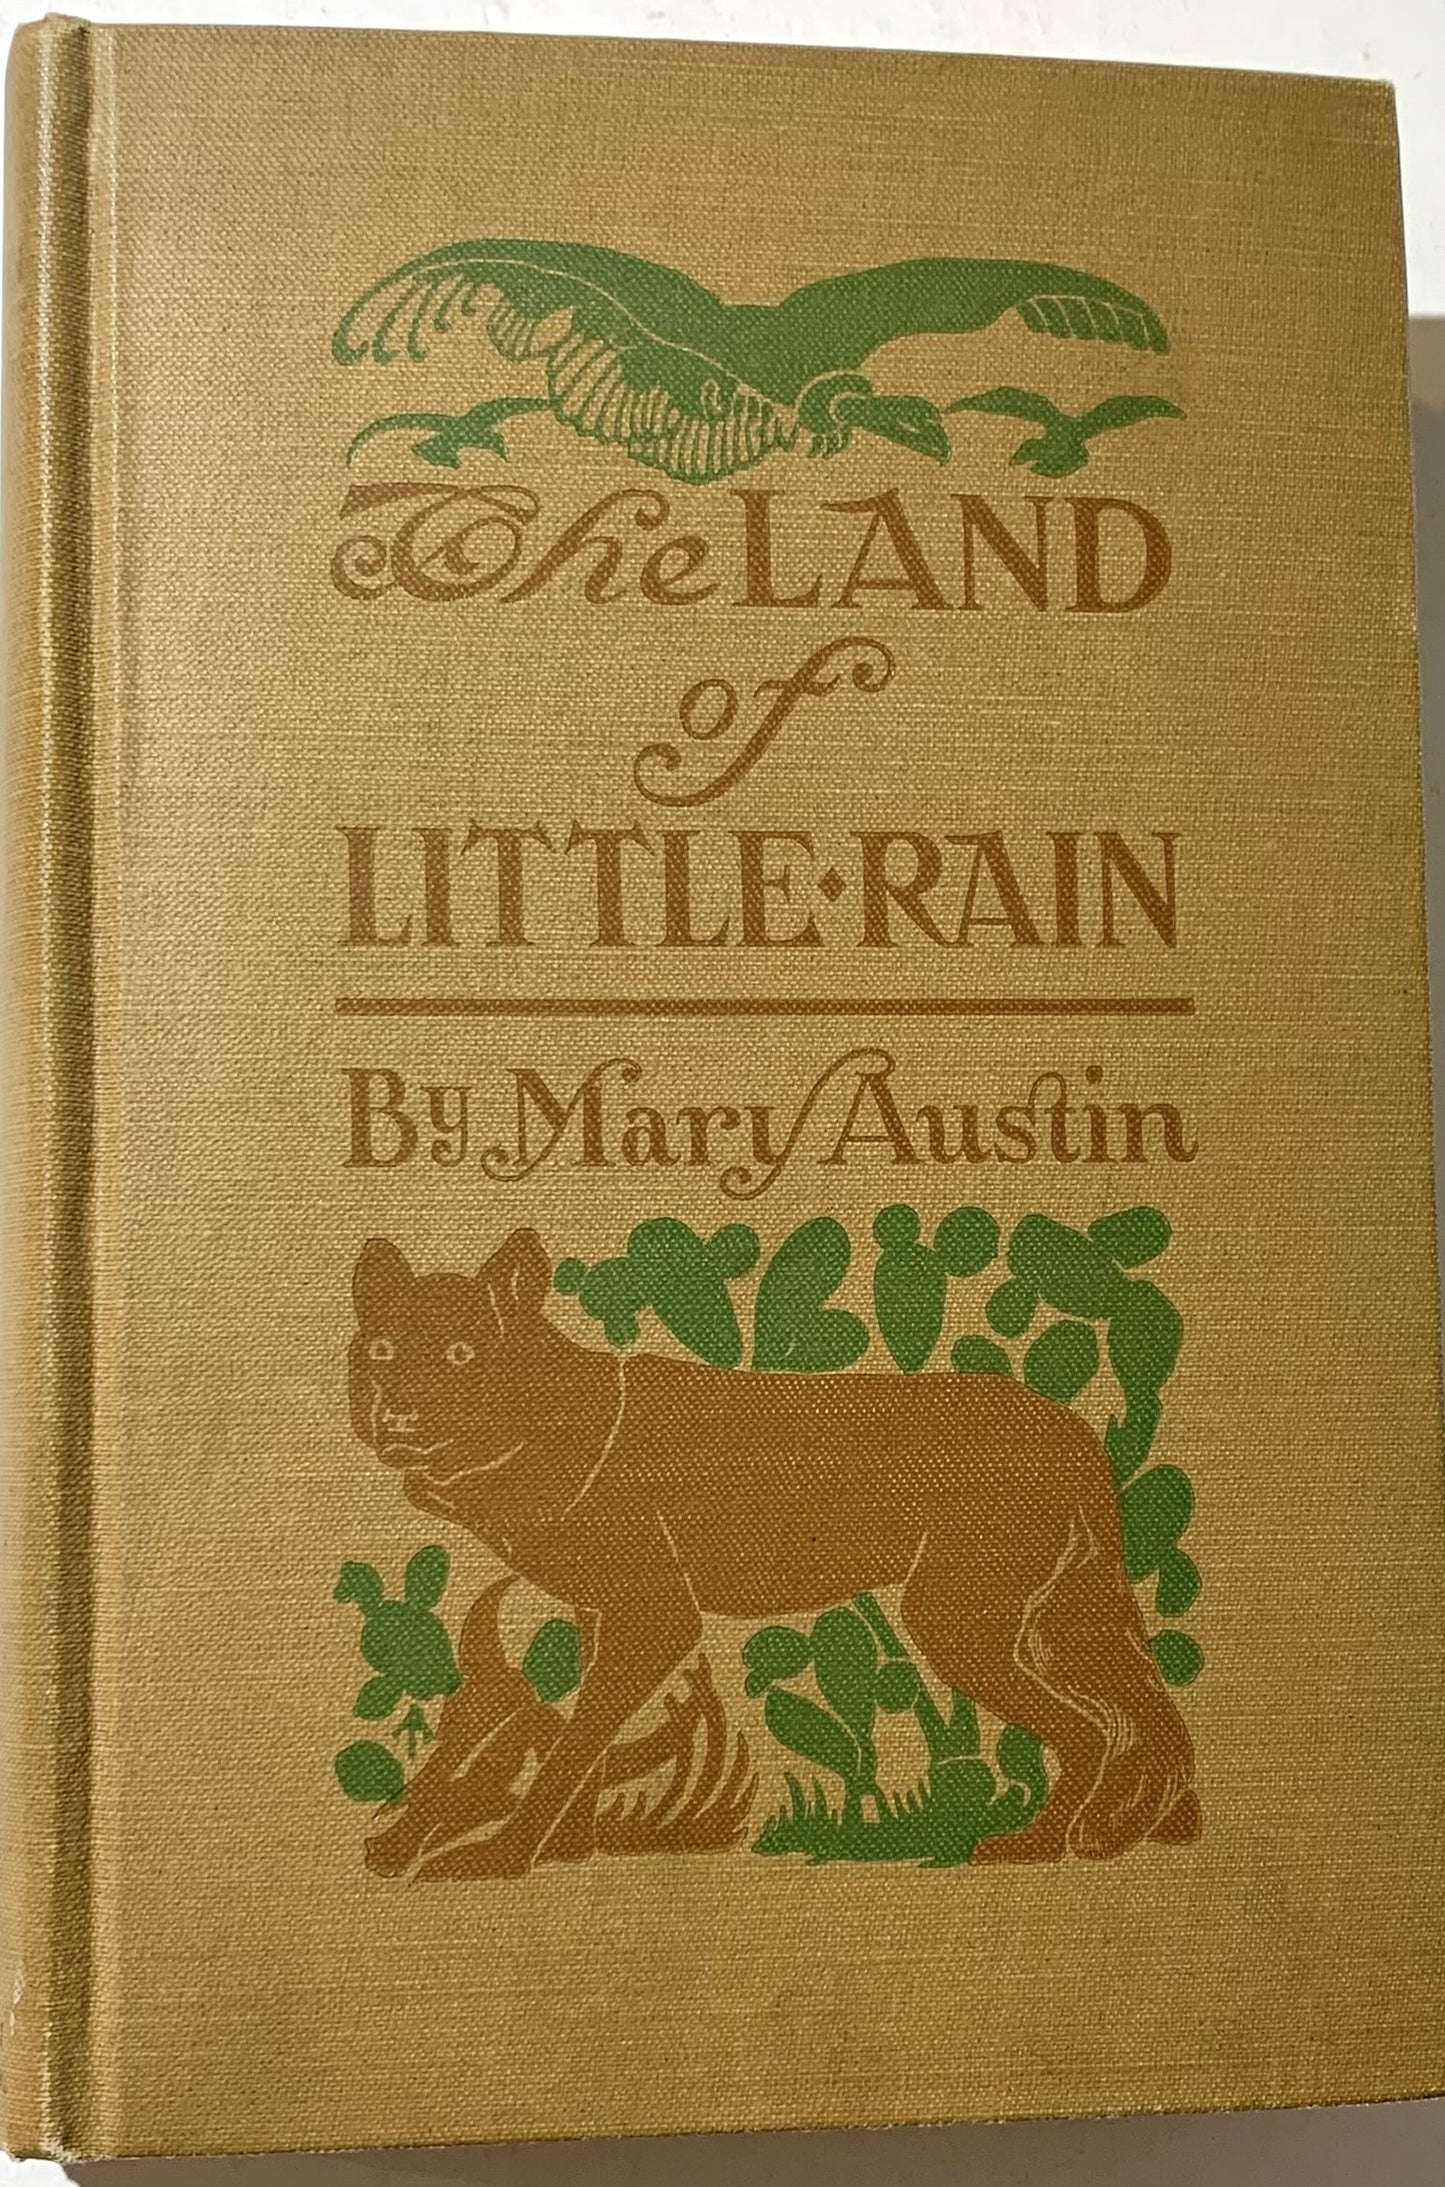 The LAND
of
LITTLE·RAIN
By Mary Austin